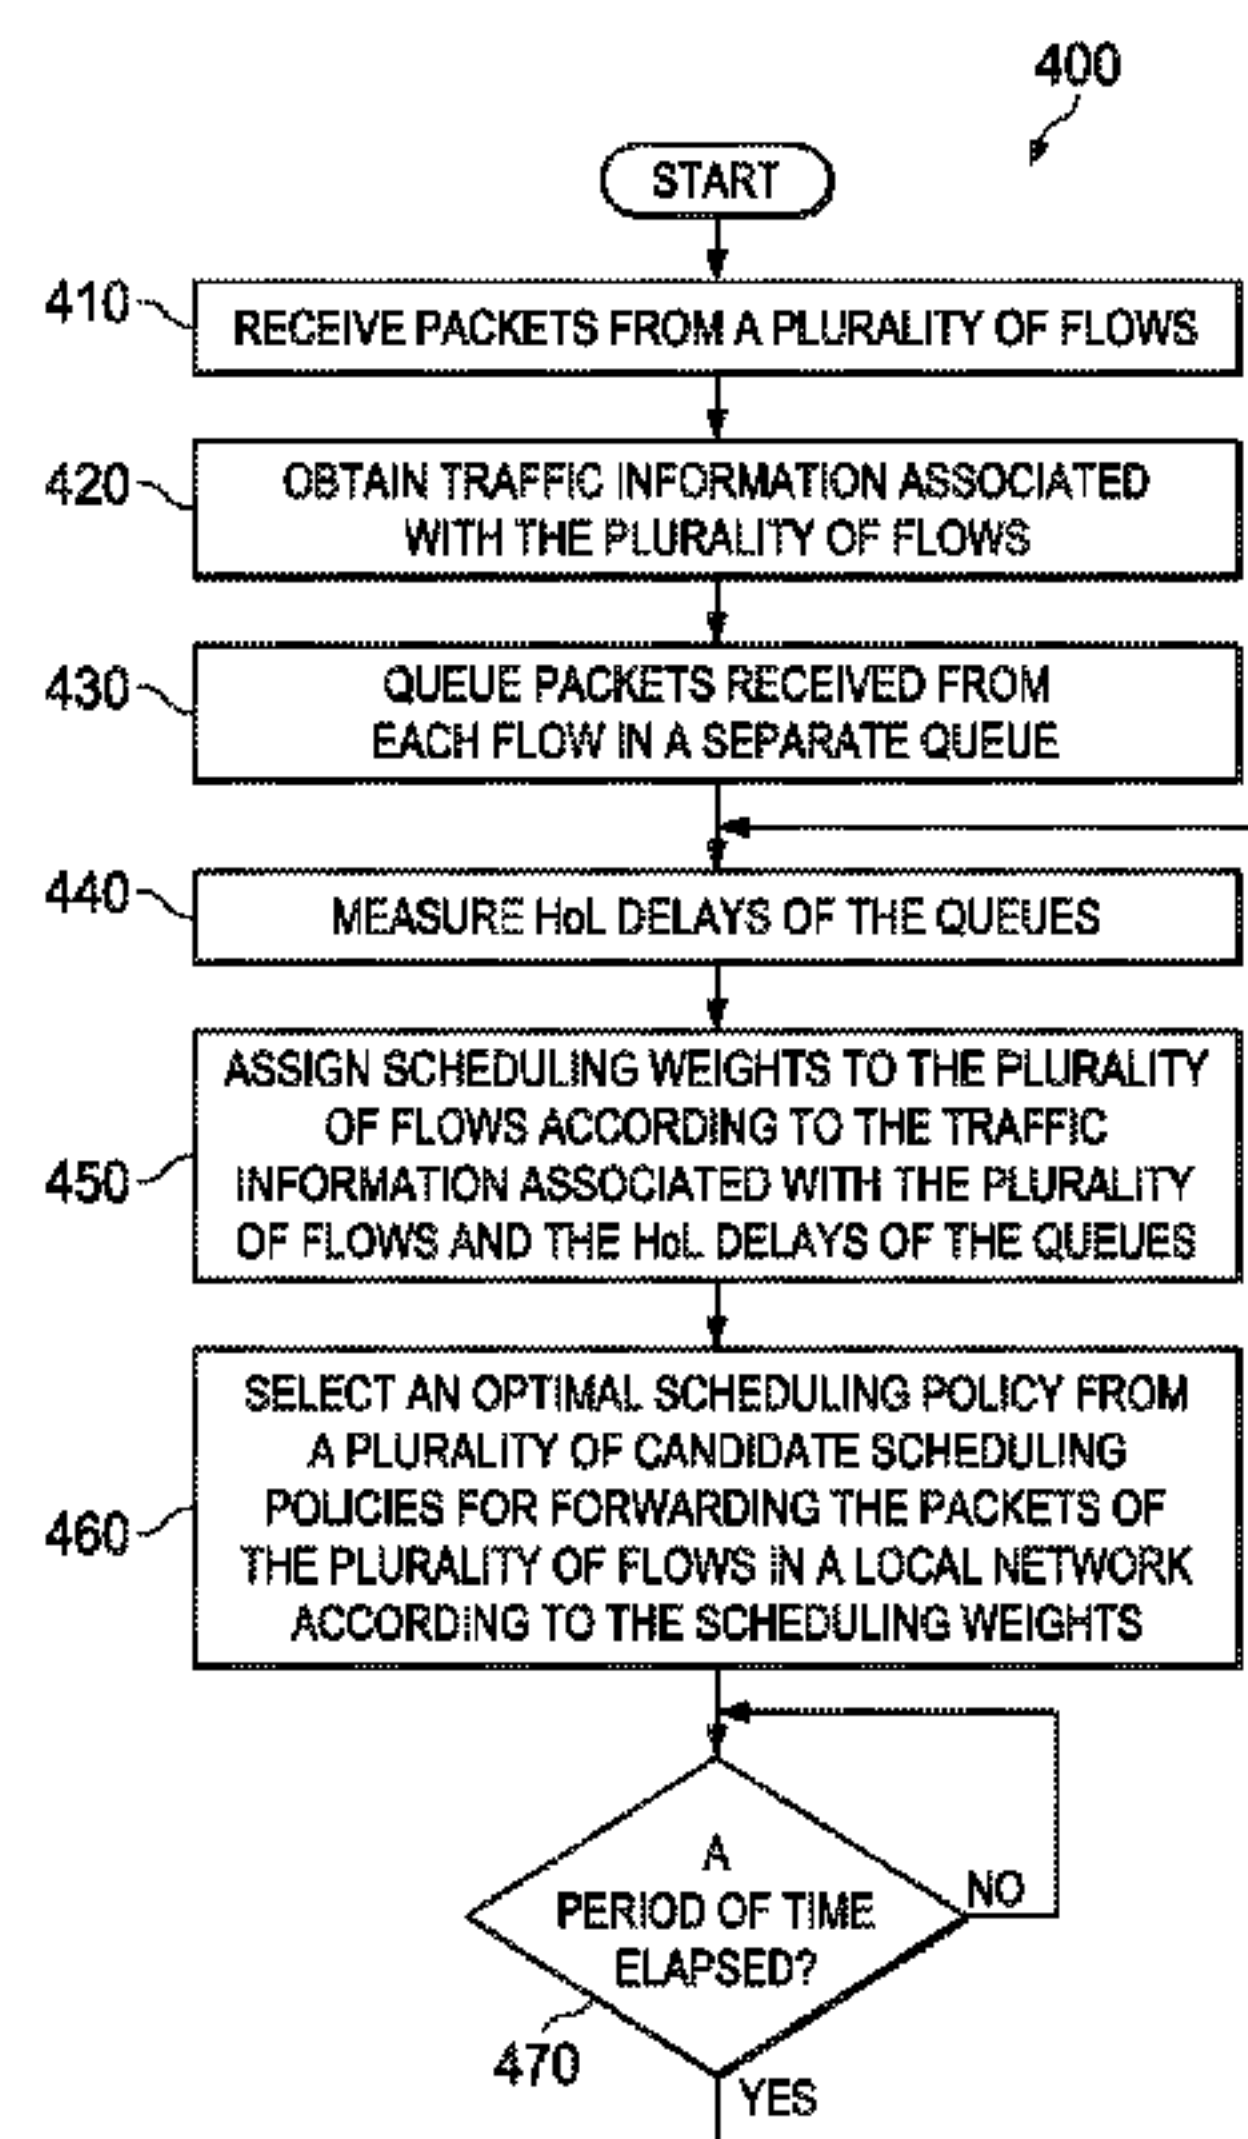 400
START
410
RECEIVE PACKETS FROM A PLURALITY OF FLOWS
420
OBTAIN TRAFFIC INFORMATION ASSOCIATED
WITH THE PLURALITY OF FLOWS
430
QUEUE PACKETS RECEIVED FROM
EACH FLOW IN A SEPARATE QUEUE
440
MEASURE HoL DELAYS OF THE QUEUES
450
ASSIGN SCHEDULING WEIGHTS TO THE PLURALITY
OF FLOWS ACCORDING TO THE TRAFFIC
INFORMATION ASSOCIATED WITH THE PLURALITY
OF FLOWS AND THE HoL DELAYS OF THE QUEUES
460
SELECT AN OPTIMAL SCHEDULING POLICY FROM
A PLURALITY OF CANDIDATE SCHEDULING
POLICIES FOR FORWARDING THE PACKETS OF
THE PLURALITY OF FLOWS IN A LOCAL NETWORK
ACCORDING TO THE SCHEDULING WEIGHTS
A
PERIOD OF TIME
ELAPSED?
NO
470
YES